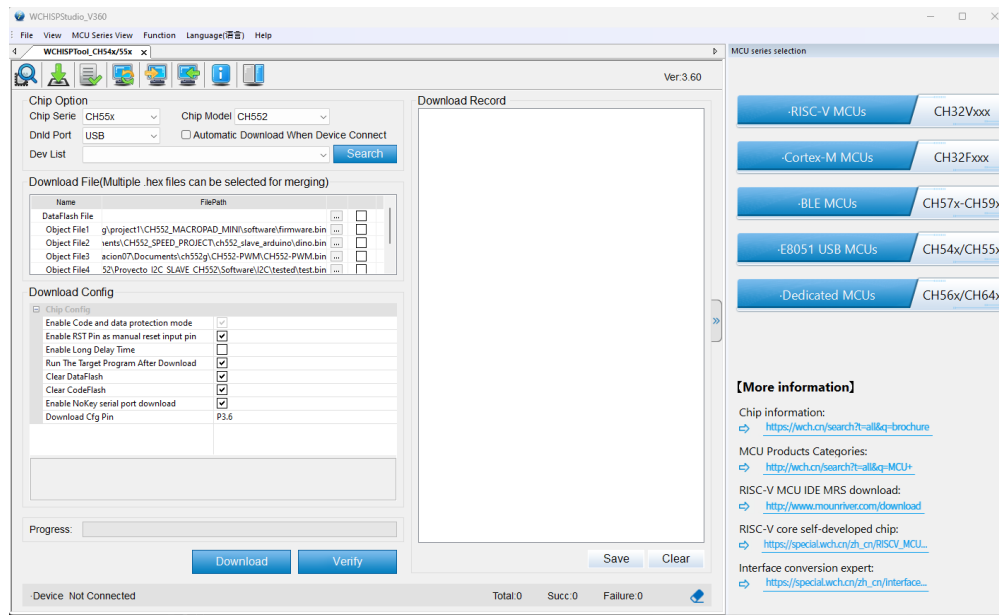 WCHISPStudio_V360
File View MCU Series View Function Language(语言) Help
WCHISPTool_CH54x/55x x
MCU series selection
Ver:3.60
Chip Option
Chip Serie CH55x Chip Model CH552
Dnld Port USB Automatic Download When Device Connect
Dev List Search
Download File(Multiple .hex files can be selected for merging)
Name FilePath
DataFlash File ...
Object File1 g\project1\CH552_MACROPAD_MINI\software\firmware.bin ...
Object File2 ents\CH552_SPEED_PROJECT\ch552_slave_arduino\dino.bin ...
Object File3 acion07\Documents\ch552g\CH552-PWM\CH552-PWM.bin ...
Object File4 52\Proyecto I2C SLAVE CH552\Software\I2C\tested\test.bin ...
Download Config
Chip Config
Enable Code and data protection mode
Enable RST Pin as manual reset input pin
Enable Long Delay Time
Run The Target Program After Download
Clear DataFlash
Clear CodeFlash
Enable NoKey serial port download
Download Cfg Pin P3.6
Progress:
Download Verify
Download Record
Save Clear
·Device Not Connected Total:0 Succ:0 Failure:0
·RISC-V MCUs CH32Vxxx
·Cortex-M MCUs CH32Fxxx
·BLE MCUs CH57x-CH59x
·E8051 USB MCUs CH54x/CH55x
·Dedicated MCUs CH56x/CH64x
【More information】
Chip information:
https://wch.cn/search?t=all&q=brochure
MCU Products Categories:
http://wch.cn/search?t=all&q=MCU+
RISC-V MCU IDE MRS download:
http://www.mounriver.com/download
RISC-V core self-developed chip:
https://special.wch.cn/zh_cn/RISCV_MCU...
Interface conversion expert:
https://special.wch.cn/zh_cn/interface...